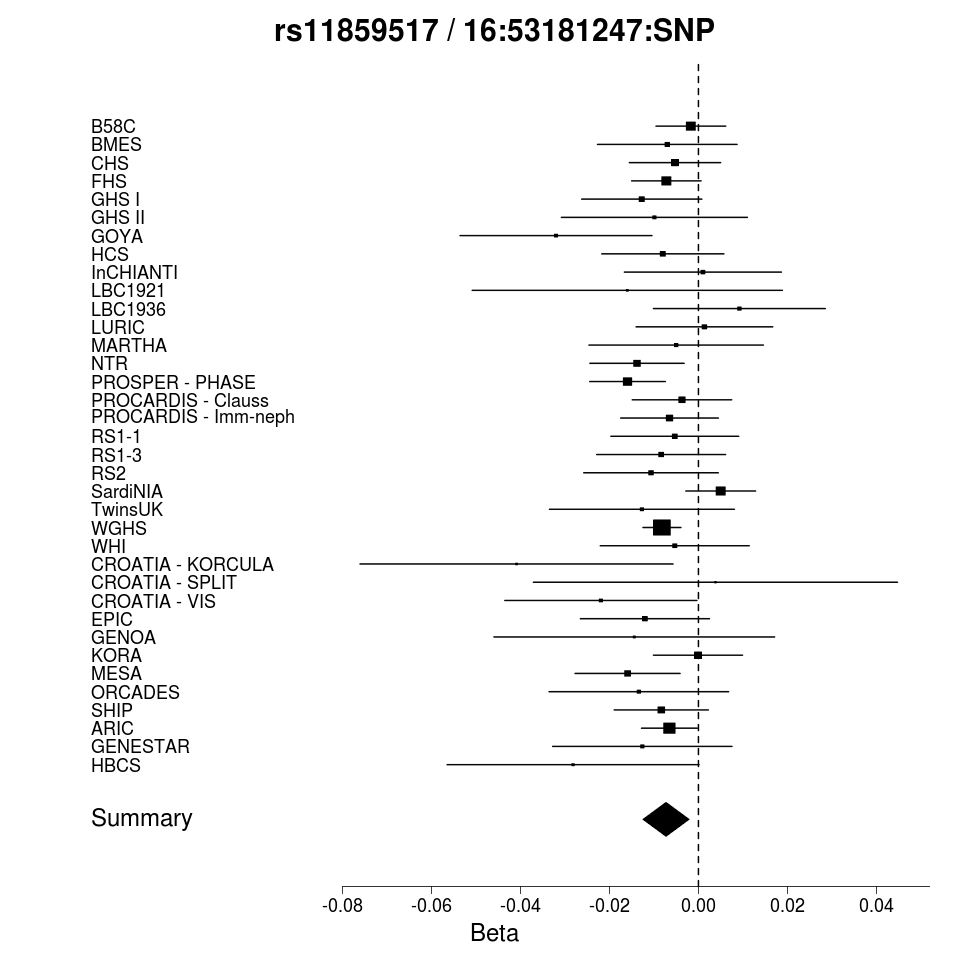 rs11859517 / 16:53181247:SNP
B58C
BMES
CHS
FHS
GHS I
GHS II
GOYA
HCS
InCHIANTI
LBC1921
LBC1936
LURIC
MARTHA
NTR
PROSPER - PHASE
PROCARDIS - Clauss
PROCARDIS - Imm-neph
RS1-1
RS1-3
RS2
SardiNIA
TwinsUK
WGHS
WHI
CROATIA - KORCULA
CROATIA - SPLIT
CROATIA - VIS
EPIC
GENOA
KORA
MESA
ORCADES
SHIP
ARIC
GENESTAR
HBCS
Summary
-0.08 -0.06 -0.04 -0.02 0.00 0.02 0.04
Beta